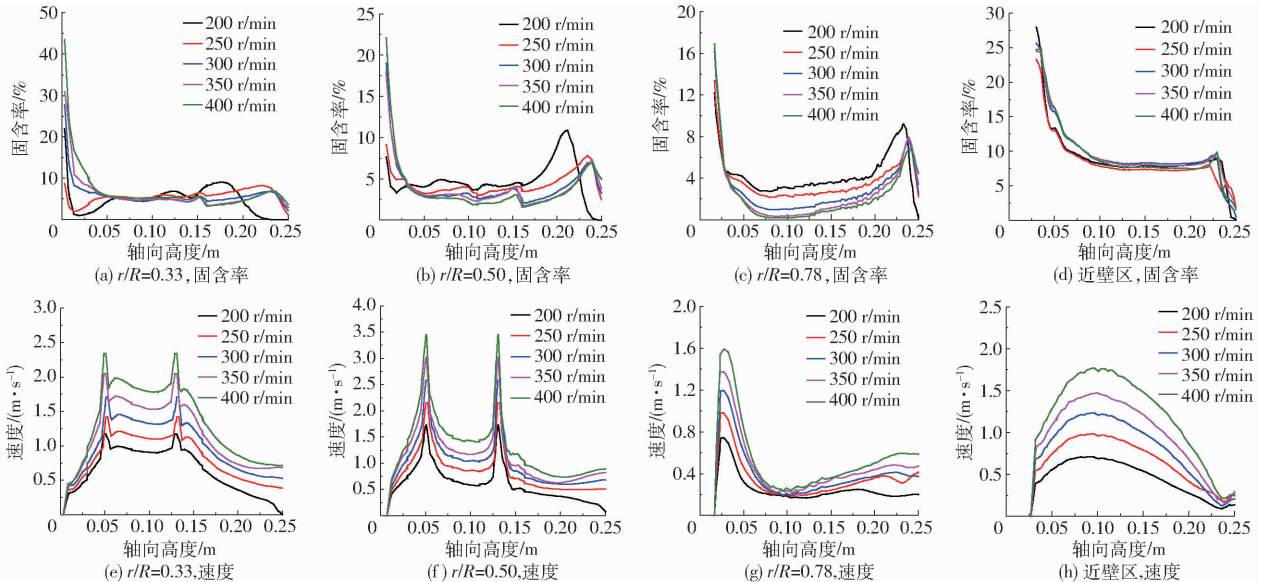 50
40
30
20
10
0
固含率/%
200 r/min
250 r/min
300 r/min
350 r/min
400 r/min
0.05 0.10 0.15 0.20 0.25
轴向高度/m
(a) r/R=0.33,固含率
25
20
15
10
5
0
固含率/%
200 r/min
250 r/min
300 r/min
350 r/min
400 r/min
0.05 0.10 0.15 0.20 0.25
轴向高度/m
(b) r/R=0.50,固含率
20
16
12
8
4
0
固含率/%
200 r/min
250 r/min
300 r/min
350 r/min
400 r/min
0.05 0.10 0.15 0.20 0.25
轴向高度/m
(c) r/R=0.78,固含率
30
25
20
15
10
5
0
固含率/%
200 r/min
250 r/min
300 r/min
350 r/min
400 r/min
0.05 0.10 0.15 0.20 0.25
轴向高度/m
(d) 近壁区,固含率
3.0
2.5
2.0
1.5
1.0
0.5
0
速度/(m·s⁻¹)
200 r/min
250 r/min
300 r/min
350 r/min
400 r/min
0.05 0.10 0.15 0.20 0.25
轴向高度/m
(e) r/R=0.33,速度
4.0
3.5
3.0
2.5
2.0
1.5
1.0
0.5
0
速度/(m·s⁻¹)
200 r/min
250 r/min
300 r/min
350 r/min
400 r/min
0.05 0.10 0.15 0.20 0.25
轴向高度/m
(f) r/R=0.50,速度
2.0
1.6
1.2
0.8
0.4
0
速度/(m·s⁻¹)
200 r/min
250 r/min
300 r/min
350 r/min
400 r/min
0.05 0.10 0.15 0.20 0.25
轴向高度/m
(g) r/R=0.78,速度
2.5
2.0
1.5
1.0
0.5
0
速度/(m·s⁻¹)
200 r/min
250 r/min
300 r/min
350 r/min
400 r/min
0.05 0.10 0.15 0.20 0.25
轴向高度/m
(h) 近壁区,速度